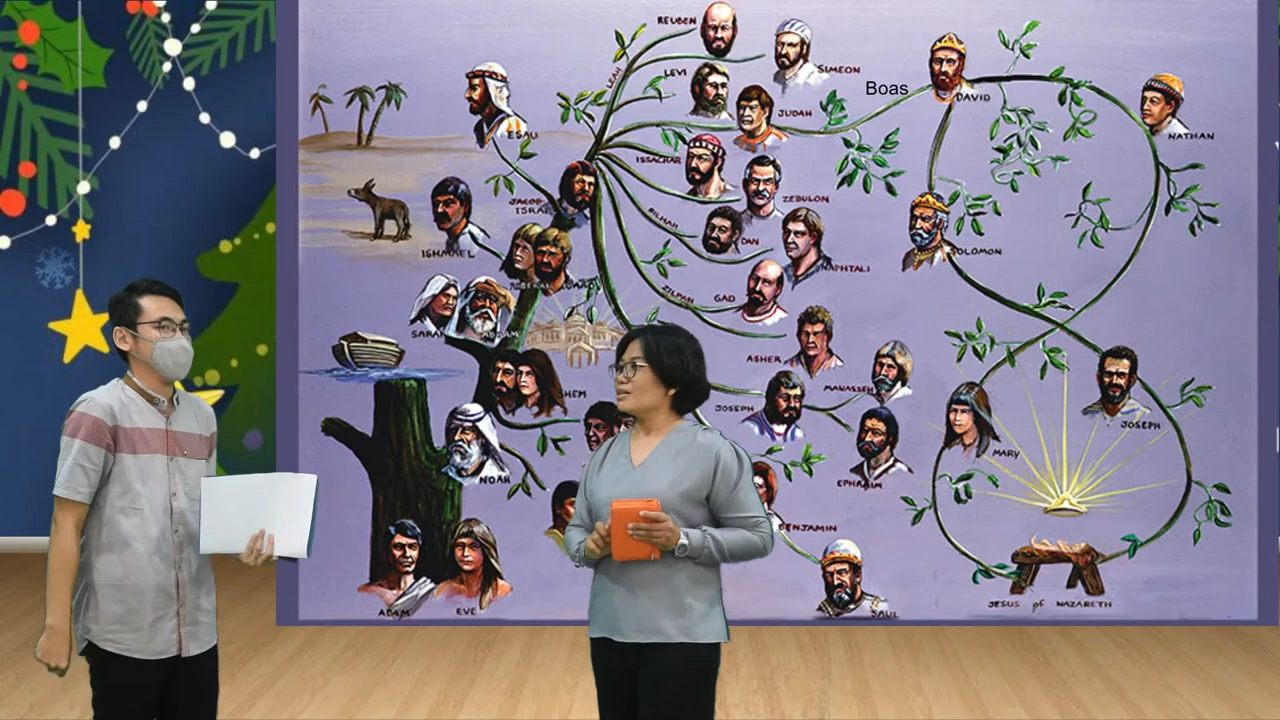 REUBEN
SIMEON
LEAH
LEVI
JUDAH
Boas
DAVID
NATHAN
ESAU
ISSACHAR
ZEBULON
JACOB-
ISRAEL
BILHAH
DAN
SOLOMON
ISHMAEL
NAPHTALI
ZILPAH
GAD
SARAH
ASHER
MANASSEH
SHEM
JOSEPH
JOSEPH
MARY
NOAH
EPHRAIM
BENJAMIN
ADAM
EVE
SAUL
JESUS of NAZARETH